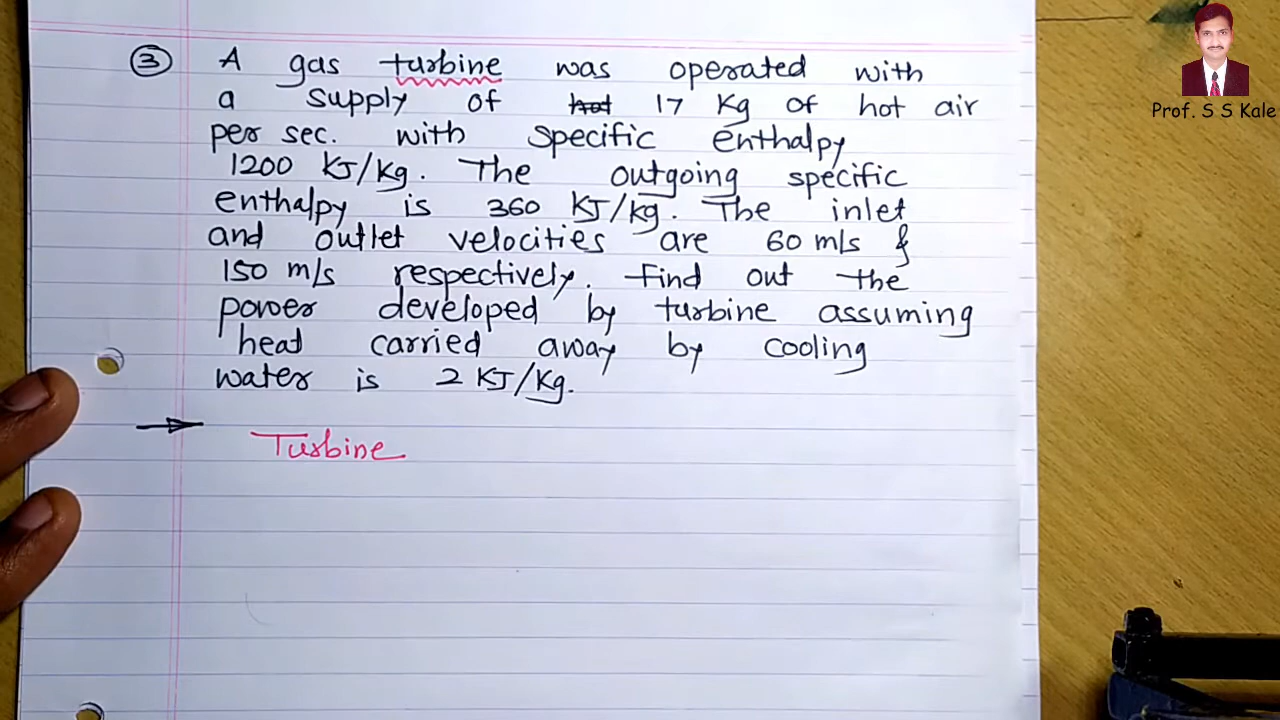 ③ A gas turbine was operated with
a supply of hot 17 Kg of hot air
per sec. with specific enthalpy
1200 KJ/Kg. The outgoing specific
enthalpy is 360 KJ/Kg. The inlet
and outlet velocities are 60 m/s &
150 m/s respectively. Find out the
power developed by turbine assuming
heat carried away by cooling
water is 2 KJ/Kg.
→ Turbine
Prof. S S Kale